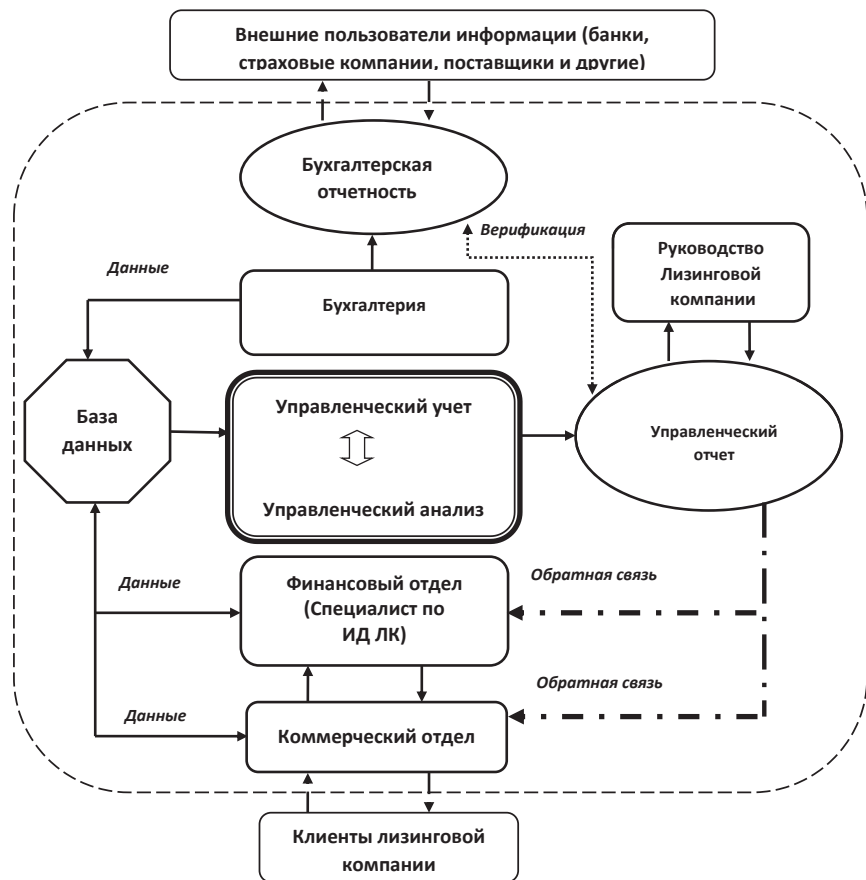 Внешние пользователи информации (банки,
страховые компании, поставщики и другие)
Бухгалтерская
отчетность
Верификация
Руководство
Лизинговой
компании
Данные
Бухгалтерия
База
данных
Управленческий учет
Управленческий анализ
Управленческий
отчет
Данные
Финансовый отдел
(Специалист по
ИД ЛК)
Обратная связь
Данные
Коммерческий отдел
Обратная связь
Клиенты лизинговой
компании